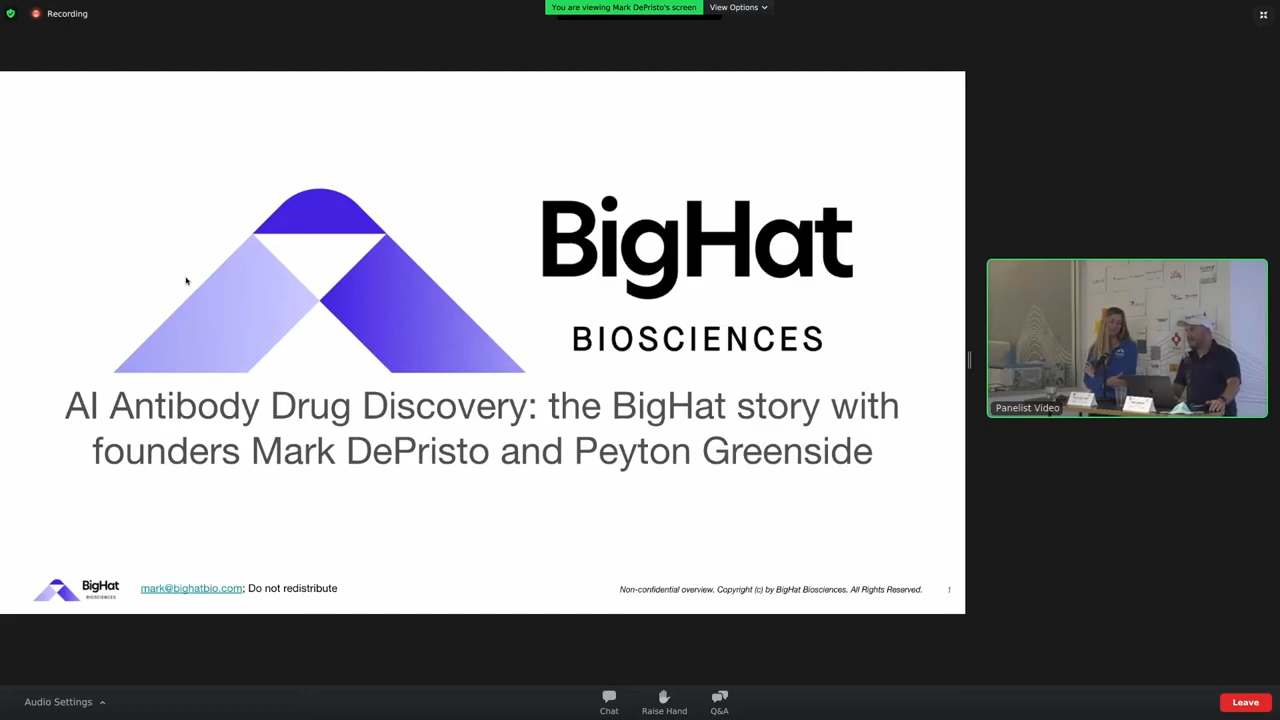 Recording
You are viewing Mark DePristo's screen
View Options
BigHat
BIOSCIENCES
AI Antibody Drug Discovery: the BigHat story with
founders Mark DePristo and Peyton Greenside
BigHat
BIOSCIENCES
mark@bighatbio.com; Do not redistribute
Non-confidential overview. Copyright (c) by BigHat Biosciences. All Rights Reserved.
1
Panelist Video
Audio Settings
Chat
Raise Hand
Q&A
Leave